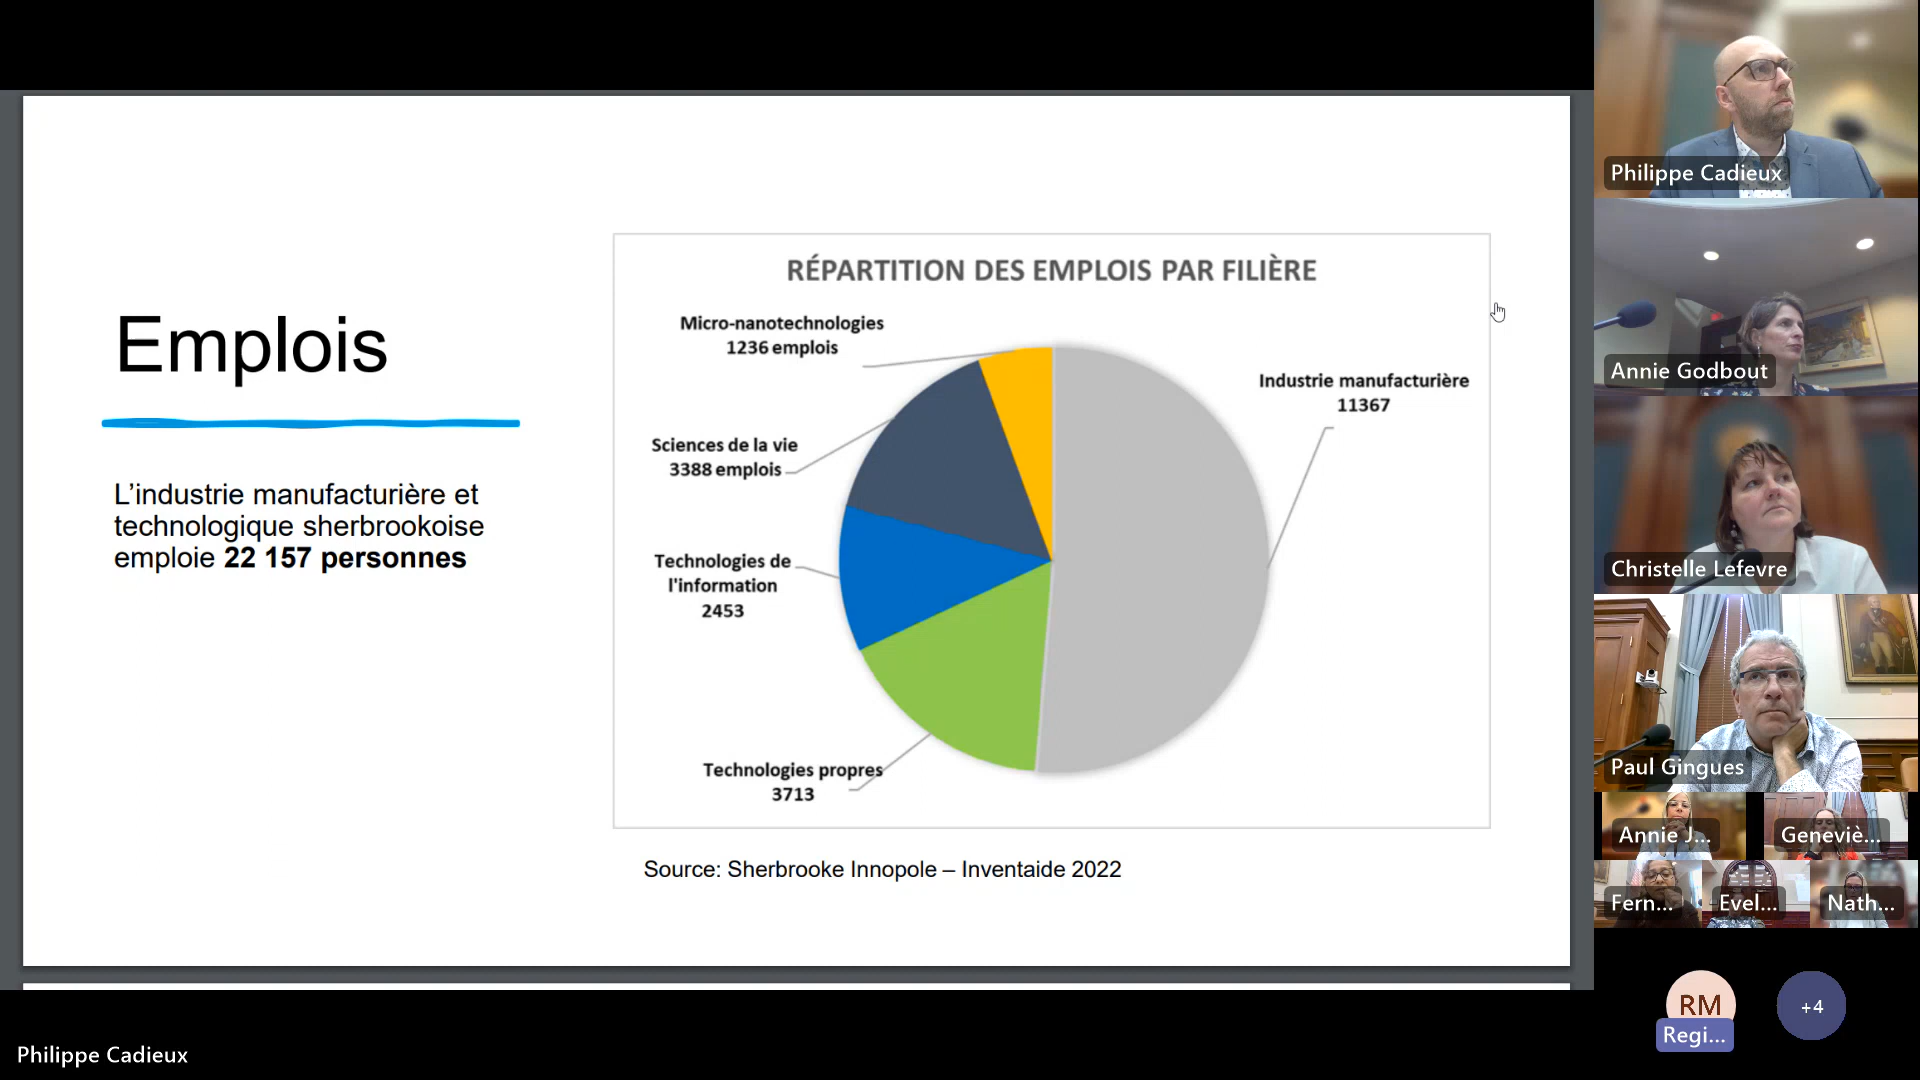 RÉPARTITION DES EMPLOIS PAR FILIÈRE
Micro-nanotechnologies
1236 emplois
Industrie manufacturière
11367
Sciences de la vie
3388 emplois
Technologies de
l'information
2453
Technologies propres
3713
Emplois
L’industrie manufacturière et
technologique sherbrookoise
emploie 22 157 personnes
Source: Sherbrooke Innopole – Inventaide 2022
Philippe Cadieux
Annie Godbout
Christelle Lefevre
Paul Gingues
Annie J...
Geneviè...
Fern...
Evel...
Nath...
RM
+4
Regi...
Philippe Cadieux